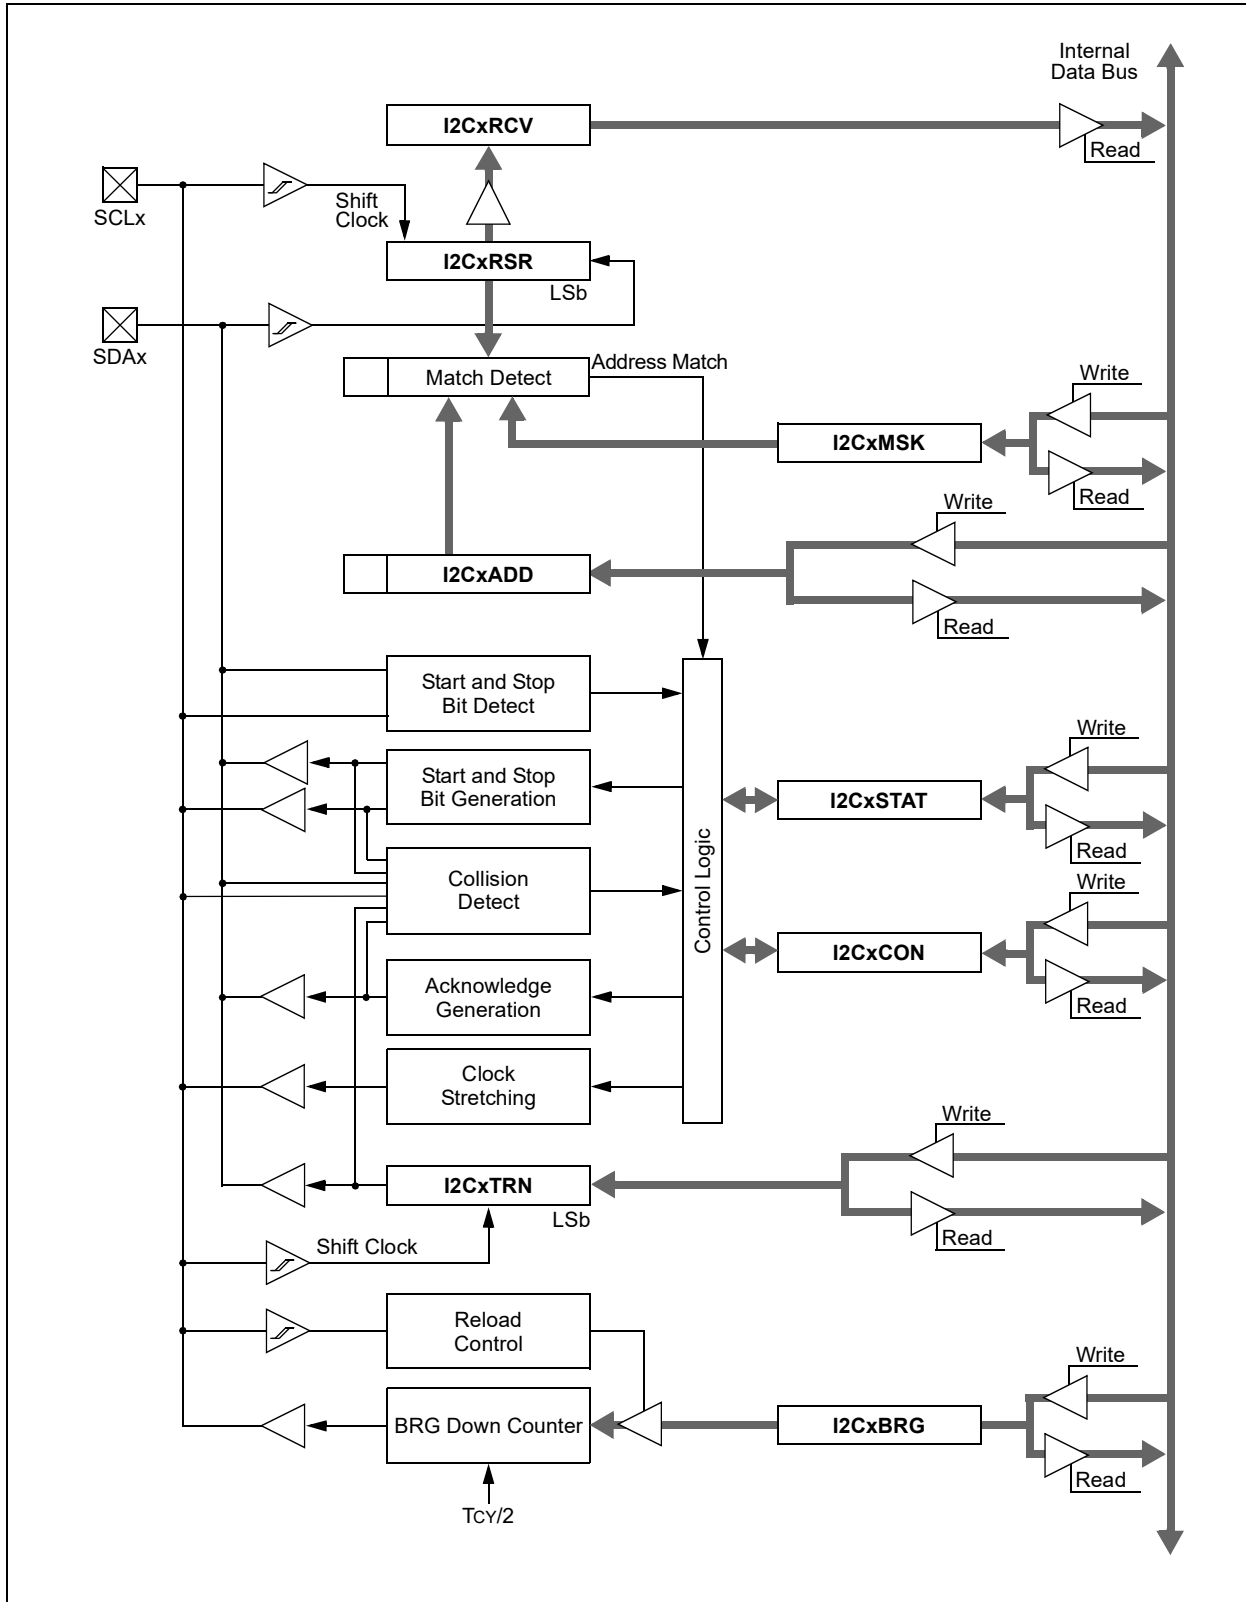 Internal
Data Bus
I2CxRCV
Read
SCLx
Shift
Clock
I2CxRSR
LSb
SDAx
Match Detect
Address Match
Write
I2CxMSK
Read
Write
I2CxADD
Read
Start and Stop
Bit Detect
Write
Start and Stop
Bit Generation
I2CxSTAT
Read
Control Logic
Collision
Detect
Write
I2CxCON
Read
Acknowledge
Generation
Clock
Stretching
Write
I2CxTRN
LSb
Read
Shift Clock
Reload
Control
Write
BRG Down Counter
I2CxBRG
Read
TCY/2